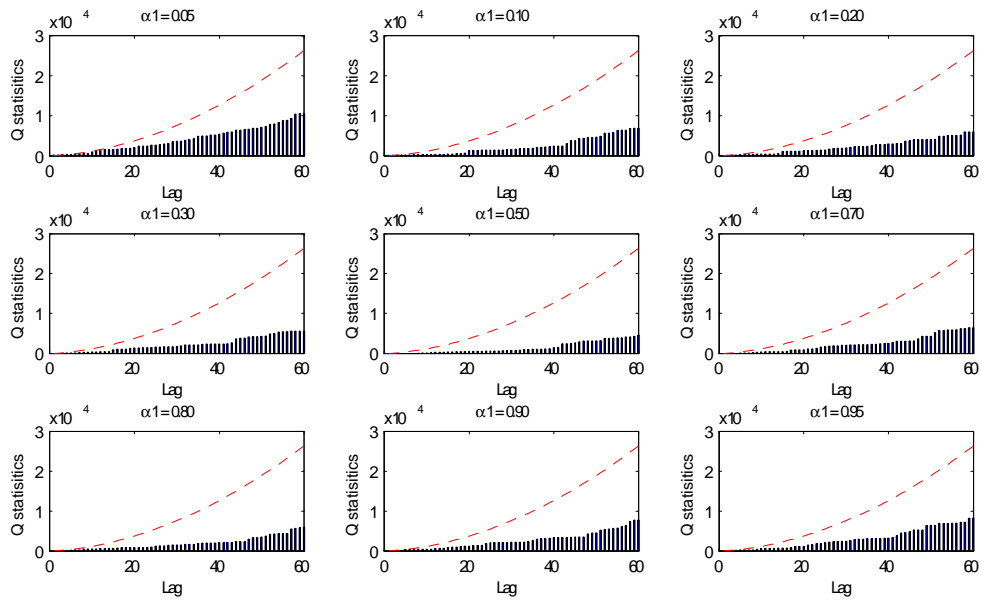 x10 4 α1=0.05
3
2
1
0
Q statisitics
0 20 40 60
Lag
x10 4 α1=0.10
3
2
1
0
Q statisitics
0 20 40 60
Lag
x10 4 α1=0.20
3
2
1
0
Q statisitics
0 20 40 60
Lag
x10 4 α1=0.30
3
2
1
0
Q statisitics
0 20 40 60
Lag
x10 4 α1=0.50
3
2
1
0
Q statisitics
0 20 40 60
Lag
x10 4 α1=0.70
3
2
1
0
Q statisitics
0 20 40 60
Lag
x10 4 α1=0.80
3
2
1
0
Q statisitics
0 20 40 60
Lag
x10 4 α1=0.90
3
2
1
0
Q statisitics
0 20 40 60
Lag
x10 4 α1=0.95
3
2
1
0
Q statisitics
0 20 40 60
Lag